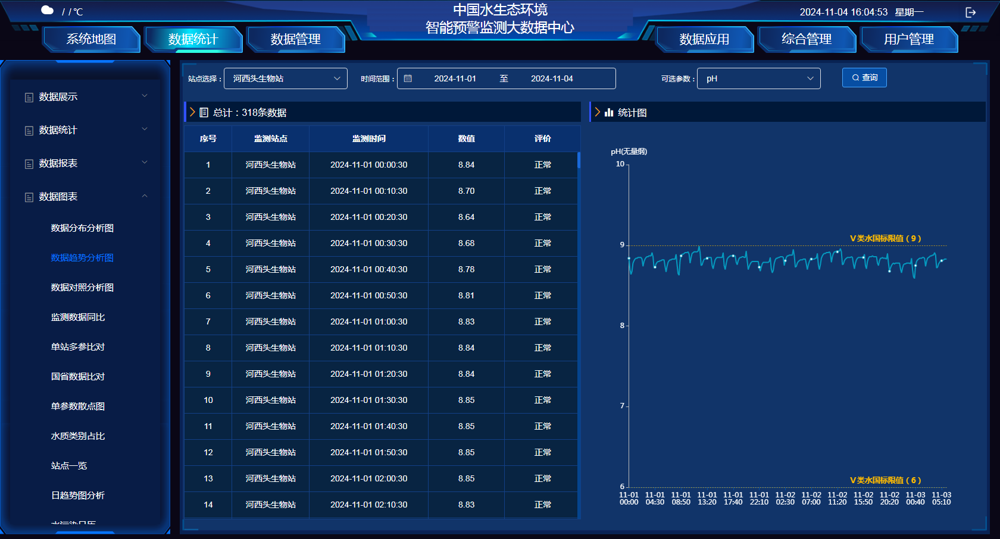 / / ℃
中国水生态环境
智能预警监测大数据中心
2024-11-04 16:04:53 星期一
系统地图
数据统计
数据管理
数据应用
综合管理
用户管理
数据展示
数据统计
数据报表
数据图表
数据分布分析图
数据趋势分析图
数据对照分析图
监测数据同比
单站多参比对
国省数据比对
单参数散点图
水质类别占比
站点一览
日趋势图分析
站点选择： 河西头生物站 时间范围： 2024-11-01 至 2024-11-04 可选参数： pH 查询
总计：318条数据
序号 监测站点 监测时间 数值 评价
1 河西头生物站 2024-11-01 00:00:30 8.84 正常
2 河西头生物站 2024-11-01 00:10:30 8.70 正常
3 河西头生物站 2024-11-01 00:20:30 8.64 正常
4 河西头生物站 2024-11-01 00:30:30 8.68 正常
5 河西头生物站 2024-11-01 00:40:30 8.78 正常
6 河西头生物站 2024-11-01 00:50:30 8.81 正常
7 河西头生物站 2024-11-01 01:00:30 8.83 正常
8 河西头生物站 2024-11-01 01:10:30 8.84 正常
9 河西头生物站 2024-11-01 01:20:30 8.84 正常
10 河西头生物站 2024-11-01 01:30:30 8.85 正常
11 河西头生物站 2024-11-01 01:40:30 8.85 正常
12 河西头生物站 2024-11-01 01:50:30 8.85 正常
13 河西头生物站 2024-11-01 02:00:30 8.85 正常
14 河西头生物站 2024-11-01 02:10:30 8.83 正常
统计图
pH(无量纲)
10
9
8
7
6
V类水国标限值（9）
V类水国标限值（6）
11-01 11-01 11-01 11-01 11-01 11-01 11-02 11-02 11-02 11-02 11-02 11-03 11-03
00:00 04:30 08:50 13:20 17:40 22:10 02:30 07:00 11:20 15:50 20:20 00:40 05:10